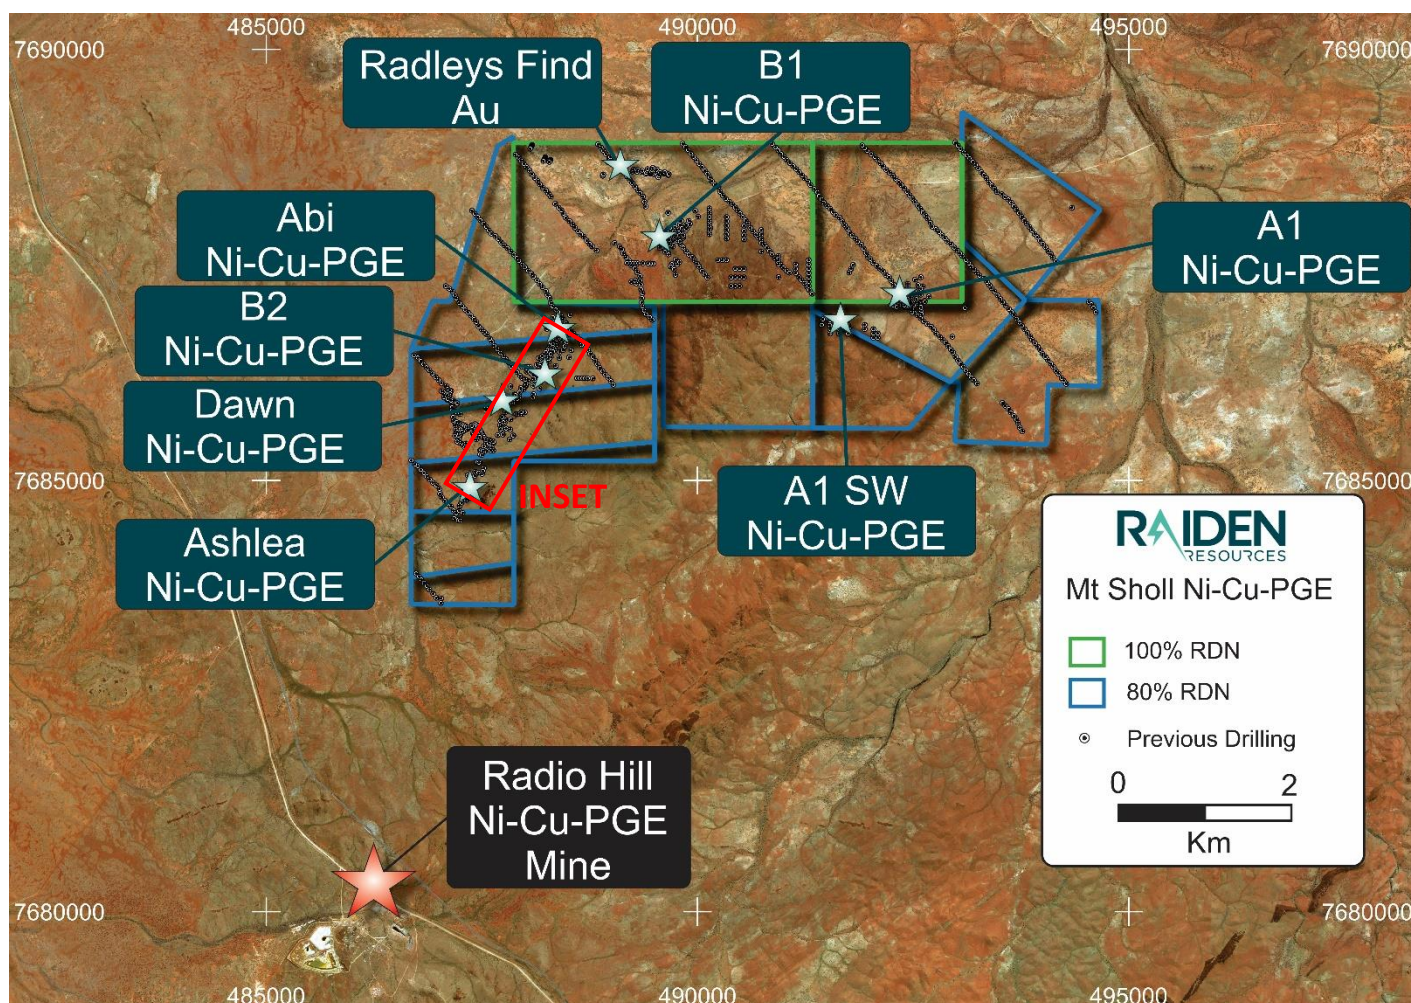 485000
490000
495000
7690000
7690000
Radleys Find
Au
B1
Ni-Cu-PGE
Abi
Ni-Cu-PGE
A1
Ni-Cu-PGE
B2
Ni-Cu-PGE
Dawn
Ni-Cu-PGE
7685000
7685000
INSET
A1 SW
Ni-Cu-PGE
Ashlea
Ni-Cu-PGE
RAIDEN
RESOURCES
Mt Sholl Ni-Cu-PGE
100% RDN
80% RDN
Previous Drilling
0 2
Km
Radio Hill
Ni-Cu-PGE
Mine
7680000
7680000
485000
490000
495000